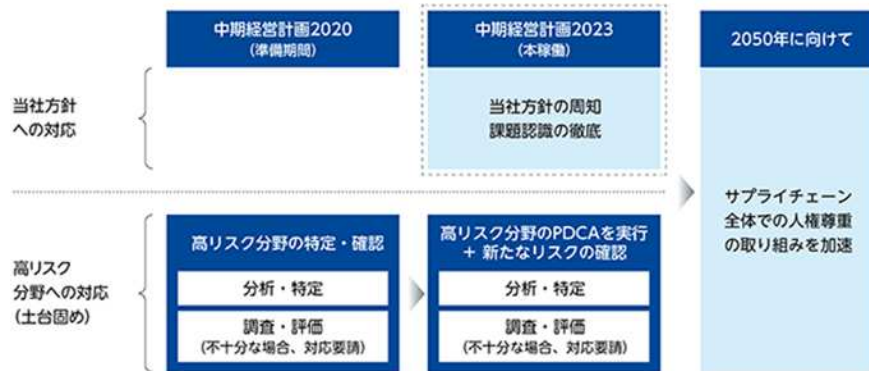 中期経営計画2020
(準備期間)
中期経営計画2023
(本稼働)
2050年に向けて
当社方針
への対応
当社方針の周知
課題認識の徹底
サプライチェーン
全体での人権尊重
の取り組みを加速
高リスク
分野への対応
(土台固め)
高リスク分野の特定・確認
分析・特定
調査・評価
(不十分な場合、対応要請)
高リスク分野のPDCAを実行
+ 新たなリスクの確認
分析・特定
調査・評価
(不十分な場合、対応要請)